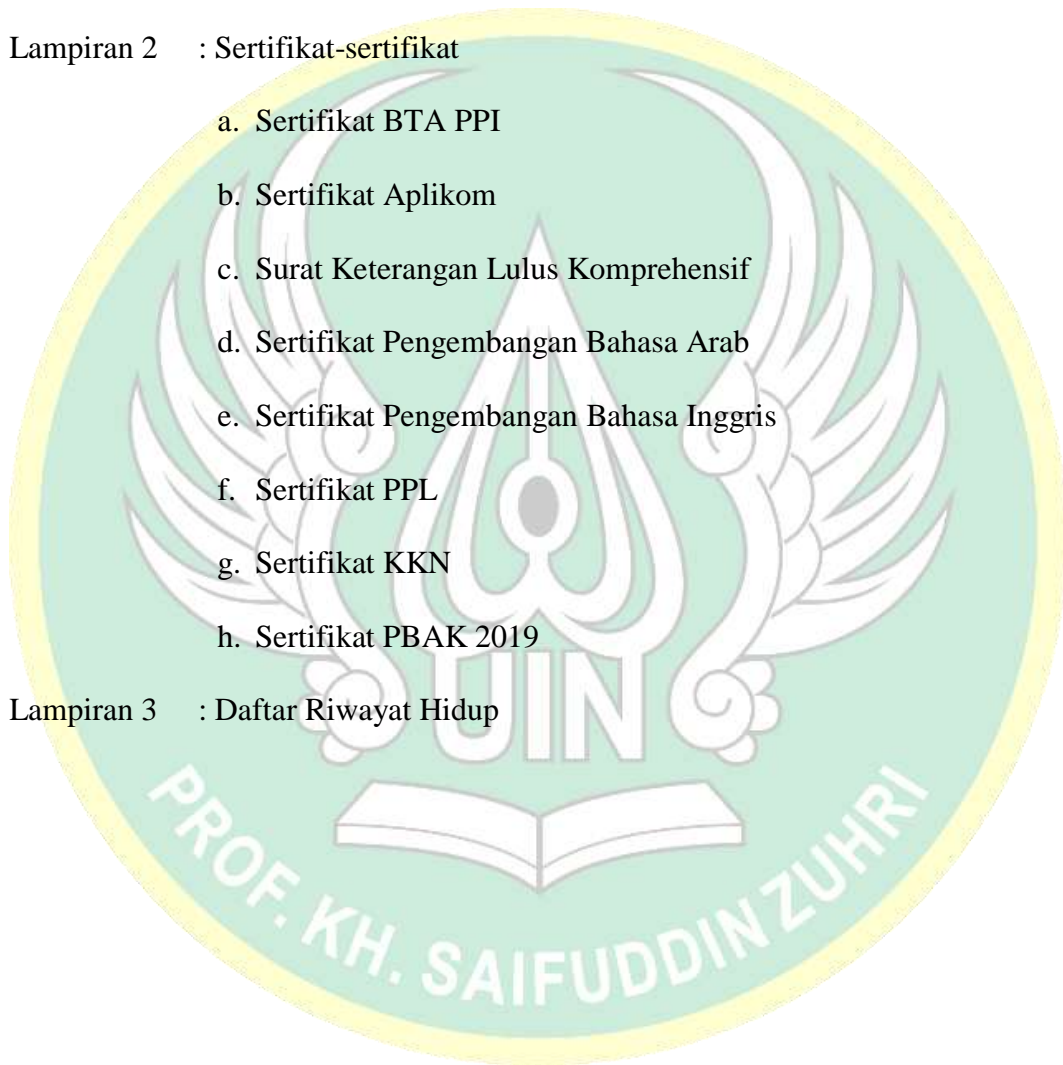 Lampiran 2 : Sertifikat-sertifikat
a. Sertifikat BTA PPI
b. Sertifikat Aplikom
c. Surat Keterangan Lulus Komprehensif
d. Sertifikat Pengembangan Bahasa Arab
e. Sertifikat Pengembangan Bahasa Inggris
f. Sertifikat PPL
g. Sertifikat KKN
h. Sertifikat PBAK 2019
Lampiran 3 : Daftar Riwayat Hidup
UIN
PROF. KH. SAIFUDDIN ZUHRI